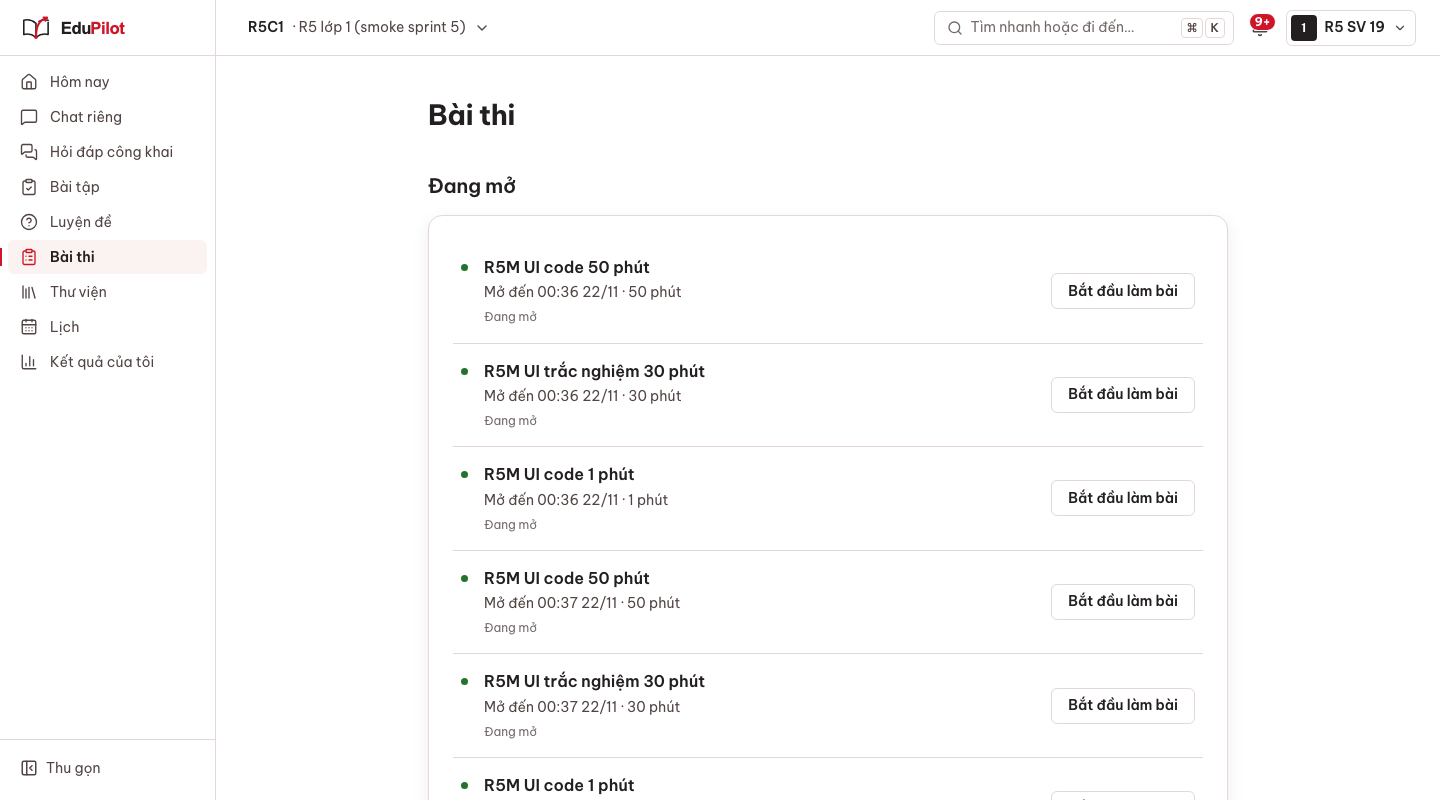 EduPilot
R5C1 · R5 lớp 1 (smoke sprint 5)
Tìm nhanh hoặc đi đến...
⌘ K
9+
1 R5 SV 19
Hôm nay
Chat riêng
Hỏi đáp công khai
Bài tập
Luyện đề
Bài thi
Thư viện
Lịch
Kết quả của tôi
Thu gọn
Bài thi
Đang mở
R5M UI code 50 phút
Mở đến 00:36 22/11 · 50 phút
Đang mở
Bắt đầu làm bài
R5M UI trắc nghiệm 30 phút
Mở đến 00:36 22/11 · 30 phút
Đang mở
Bắt đầu làm bài
R5M UI code 1 phút
Mở đến 00:36 22/11 · 1 phút
Đang mở
Bắt đầu làm bài
R5M UI code 50 phút
Mở đến 00:37 22/11 · 50 phút
Đang mở
Bắt đầu làm bài
R5M UI trắc nghiệm 30 phút
Mở đến 00:37 22/11 · 30 phút
Đang mở
Bắt đầu làm bài
R5M UI code 1 phút